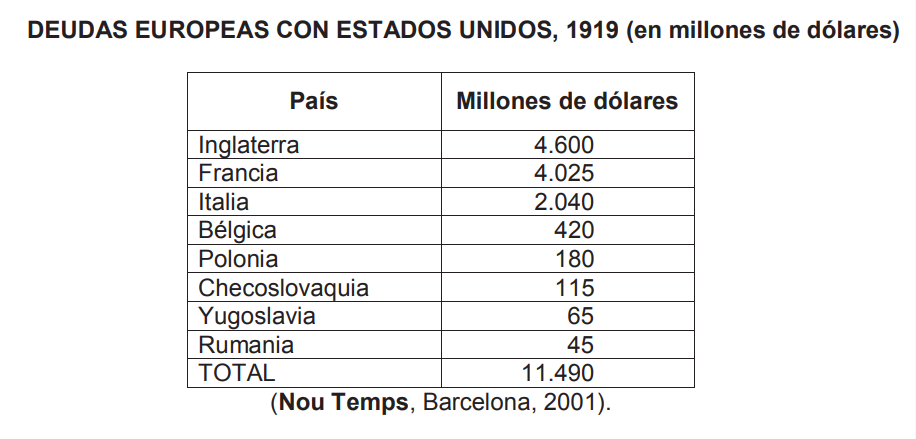 DEUDAS EUROPEAS CON ESTADOS UNIDOS, 1919 (en millones de dólares)
País Millones de dólares
Inglaterra 4.600
Francia 4.025
Italia 2.040
Bélgica 420
Polonia 180
Checoslovaquia 115
Yugoslavia 65
Rumania 45
TOTAL 11.490
(Nou Temps, Barcelona, 2001).